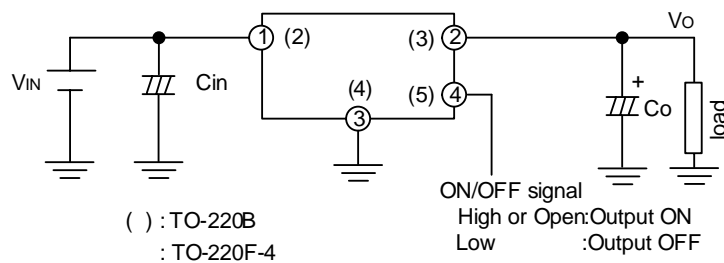 Vo
1 (2) (3) 2
VIN Cin (4) (5) 4 + Co load
3
ON/OFF signal
High or Open:Output ON
Low :Output OFF
( ) : TO-220B
: TO-220F-4